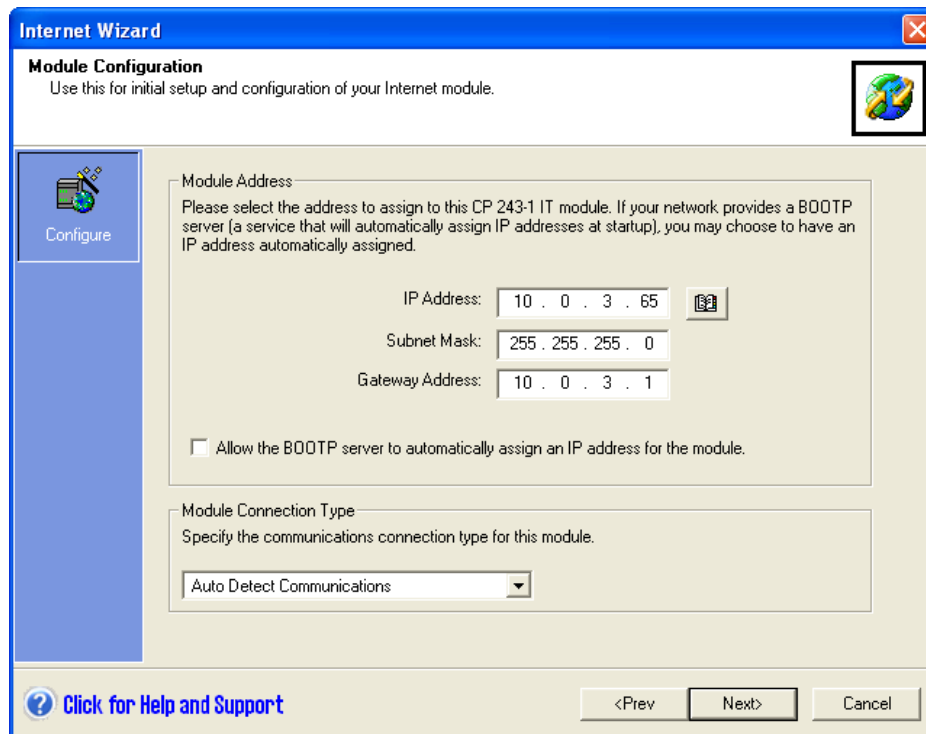 Internet Wizard
Module Configuration
Use this for initial setup and configuration of your Internet module.
Configure
Module Address
Please select the address to assign to this CP 243-1 IT module. If your network provides a BOOTP
server (a service that will automatically assign IP addresses at startup), you may choose to have an
IP address automatically assigned.
IP Address: 10 . 0 . 3 . 65
Subnet Mask: 255 . 255 . 255 . 0
Gateway Address: 10 . 0 . 3 . 1
Allow the BOOTP server to automatically assign an IP address for the module.
Module Connection Type
Specify the communications connection type for this module.
Auto Detect Communications
Click for Help and Support
<Prev Next> Cancel